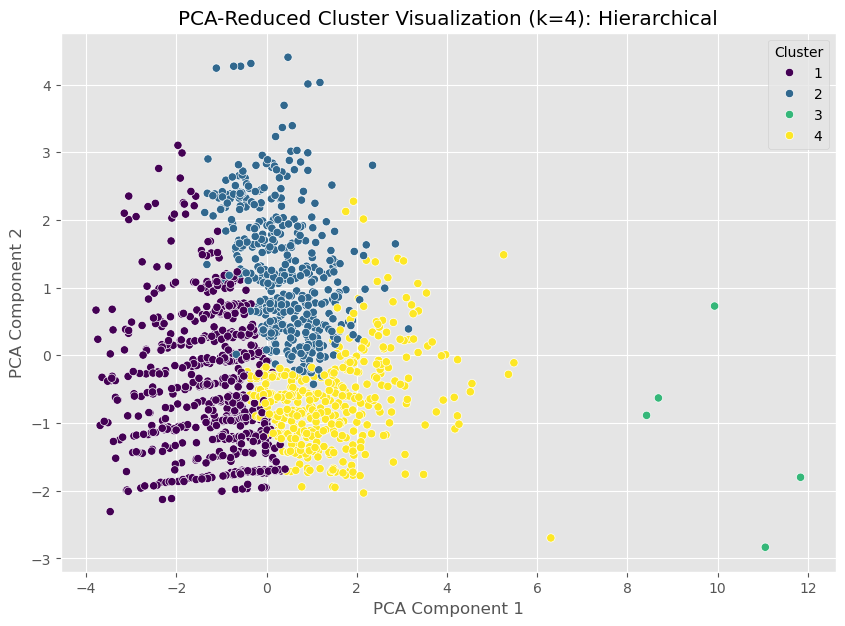 PCA-Reduced Cluster Visualization (k=4): Hierarchical
Cluster
1
2
3
4
PCA Component 2
4
3
2
1
0
−1
−2
−3
−4 −2 0 2 4 6 8 10 12
PCA Component 1